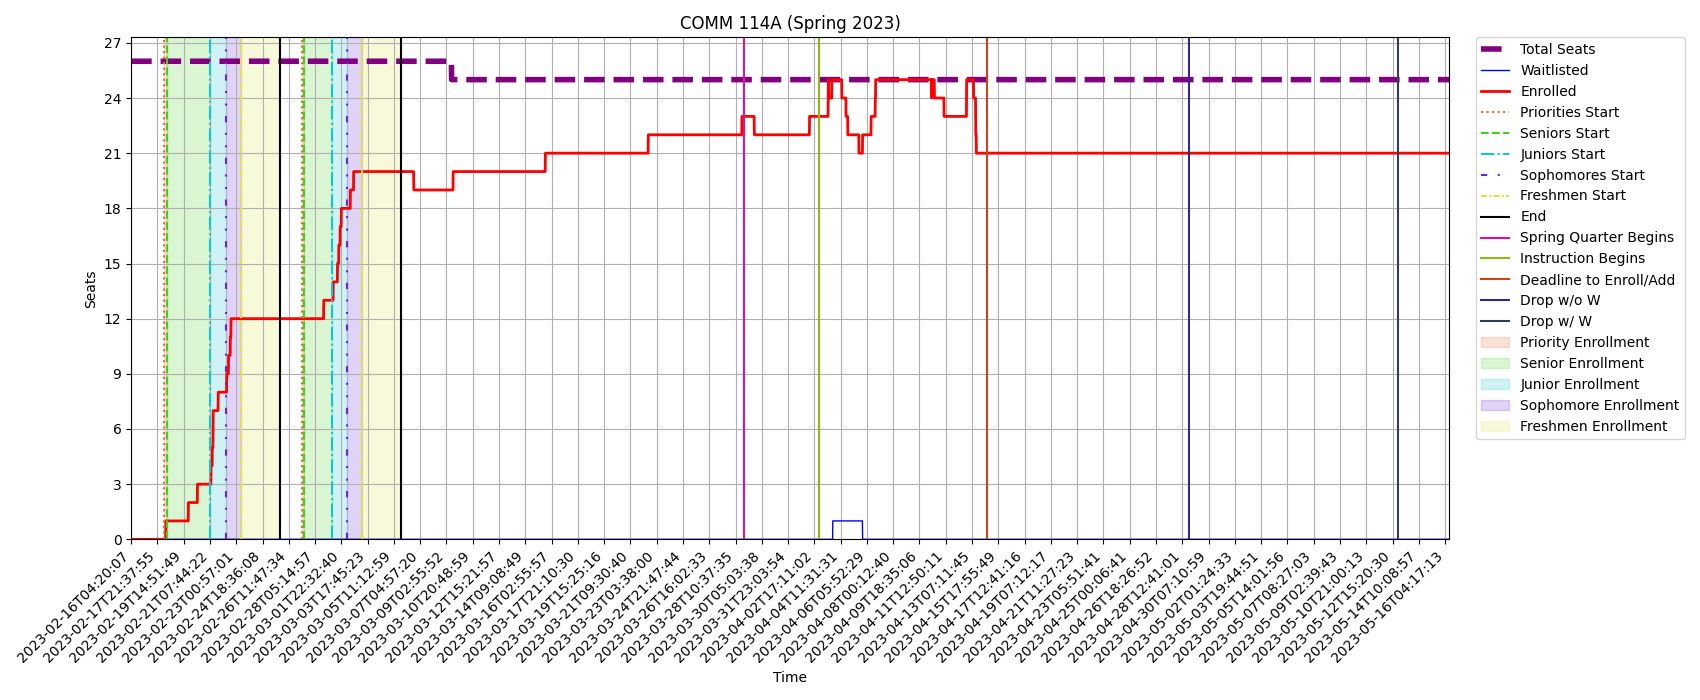 COMM 114A (Spring 2023)
Seats
27
24
21
18
15
12
9
6
3
0
2023-02-16T04:20:07
2023-02-17T21:37:55
2023-02-19T14:51:49
2023-02-21T07:44:22
2023-02-23T00:57:01
2023-02-24T18:36:08
2023-02-26T11:47:34
2023-02-28T05:14:57
2023-03-01T22:32:40
2023-03-03T17:45:23
2023-03-05T11:12:59
2023-03-07T04:57:20
2023-03-09T02:55:52
2023-03-10T20:48:59
2023-03-12T15:21:57
2023-03-14T09:08:49
2023-03-16T02:55:57
2023-03-17T21:10:30
2023-03-19T15:25:16
2023-03-21T09:30:40
2023-03-23T03:38:00
2023-03-24T21:47:44
2023-03-26T16:02:33
2023-03-28T10:37:35
2023-03-30T05:03:38
2023-03-31T23:03:54
2023-04-02T17:11:02
2023-04-04T11:31:31
2023-04-06T05:52:29
2023-04-08T00:12:40
2023-04-09T18:35:06
2023-04-11T12:50:11
2023-04-13T07:11:45
2023-04-15T17:55:49
2023-04-17T12:41:16
2023-04-19T07:12:17
2023-04-21T11:27:23
2023-04-23T05:51:41
2023-04-25T00:06:41
2023-04-26T18:26:52
2023-04-28T12:41:01
2023-04-30T07:10:59
2023-05-02T01:24:33
2023-05-03T19:44:51
2023-05-05T14:01:56
2023-05-07T08:27:03
2023-05-09T02:39:43
2023-05-10T21:00:13
2023-05-12T15:20:30
2023-05-14T10:08:57
2023-05-16T04:17:13
Time
Total Seats
Waitlisted
Enrolled
Priorities Start
Seniors Start
Juniors Start
Sophomores Start
Freshmen Start
End
Spring Quarter Begins
Instruction Begins
Deadline to Enroll/Add
Drop w/o W
Drop w/ W
Priority Enrollment
Senior Enrollment
Junior Enrollment
Sophomore Enrollment
Freshmen Enrollment